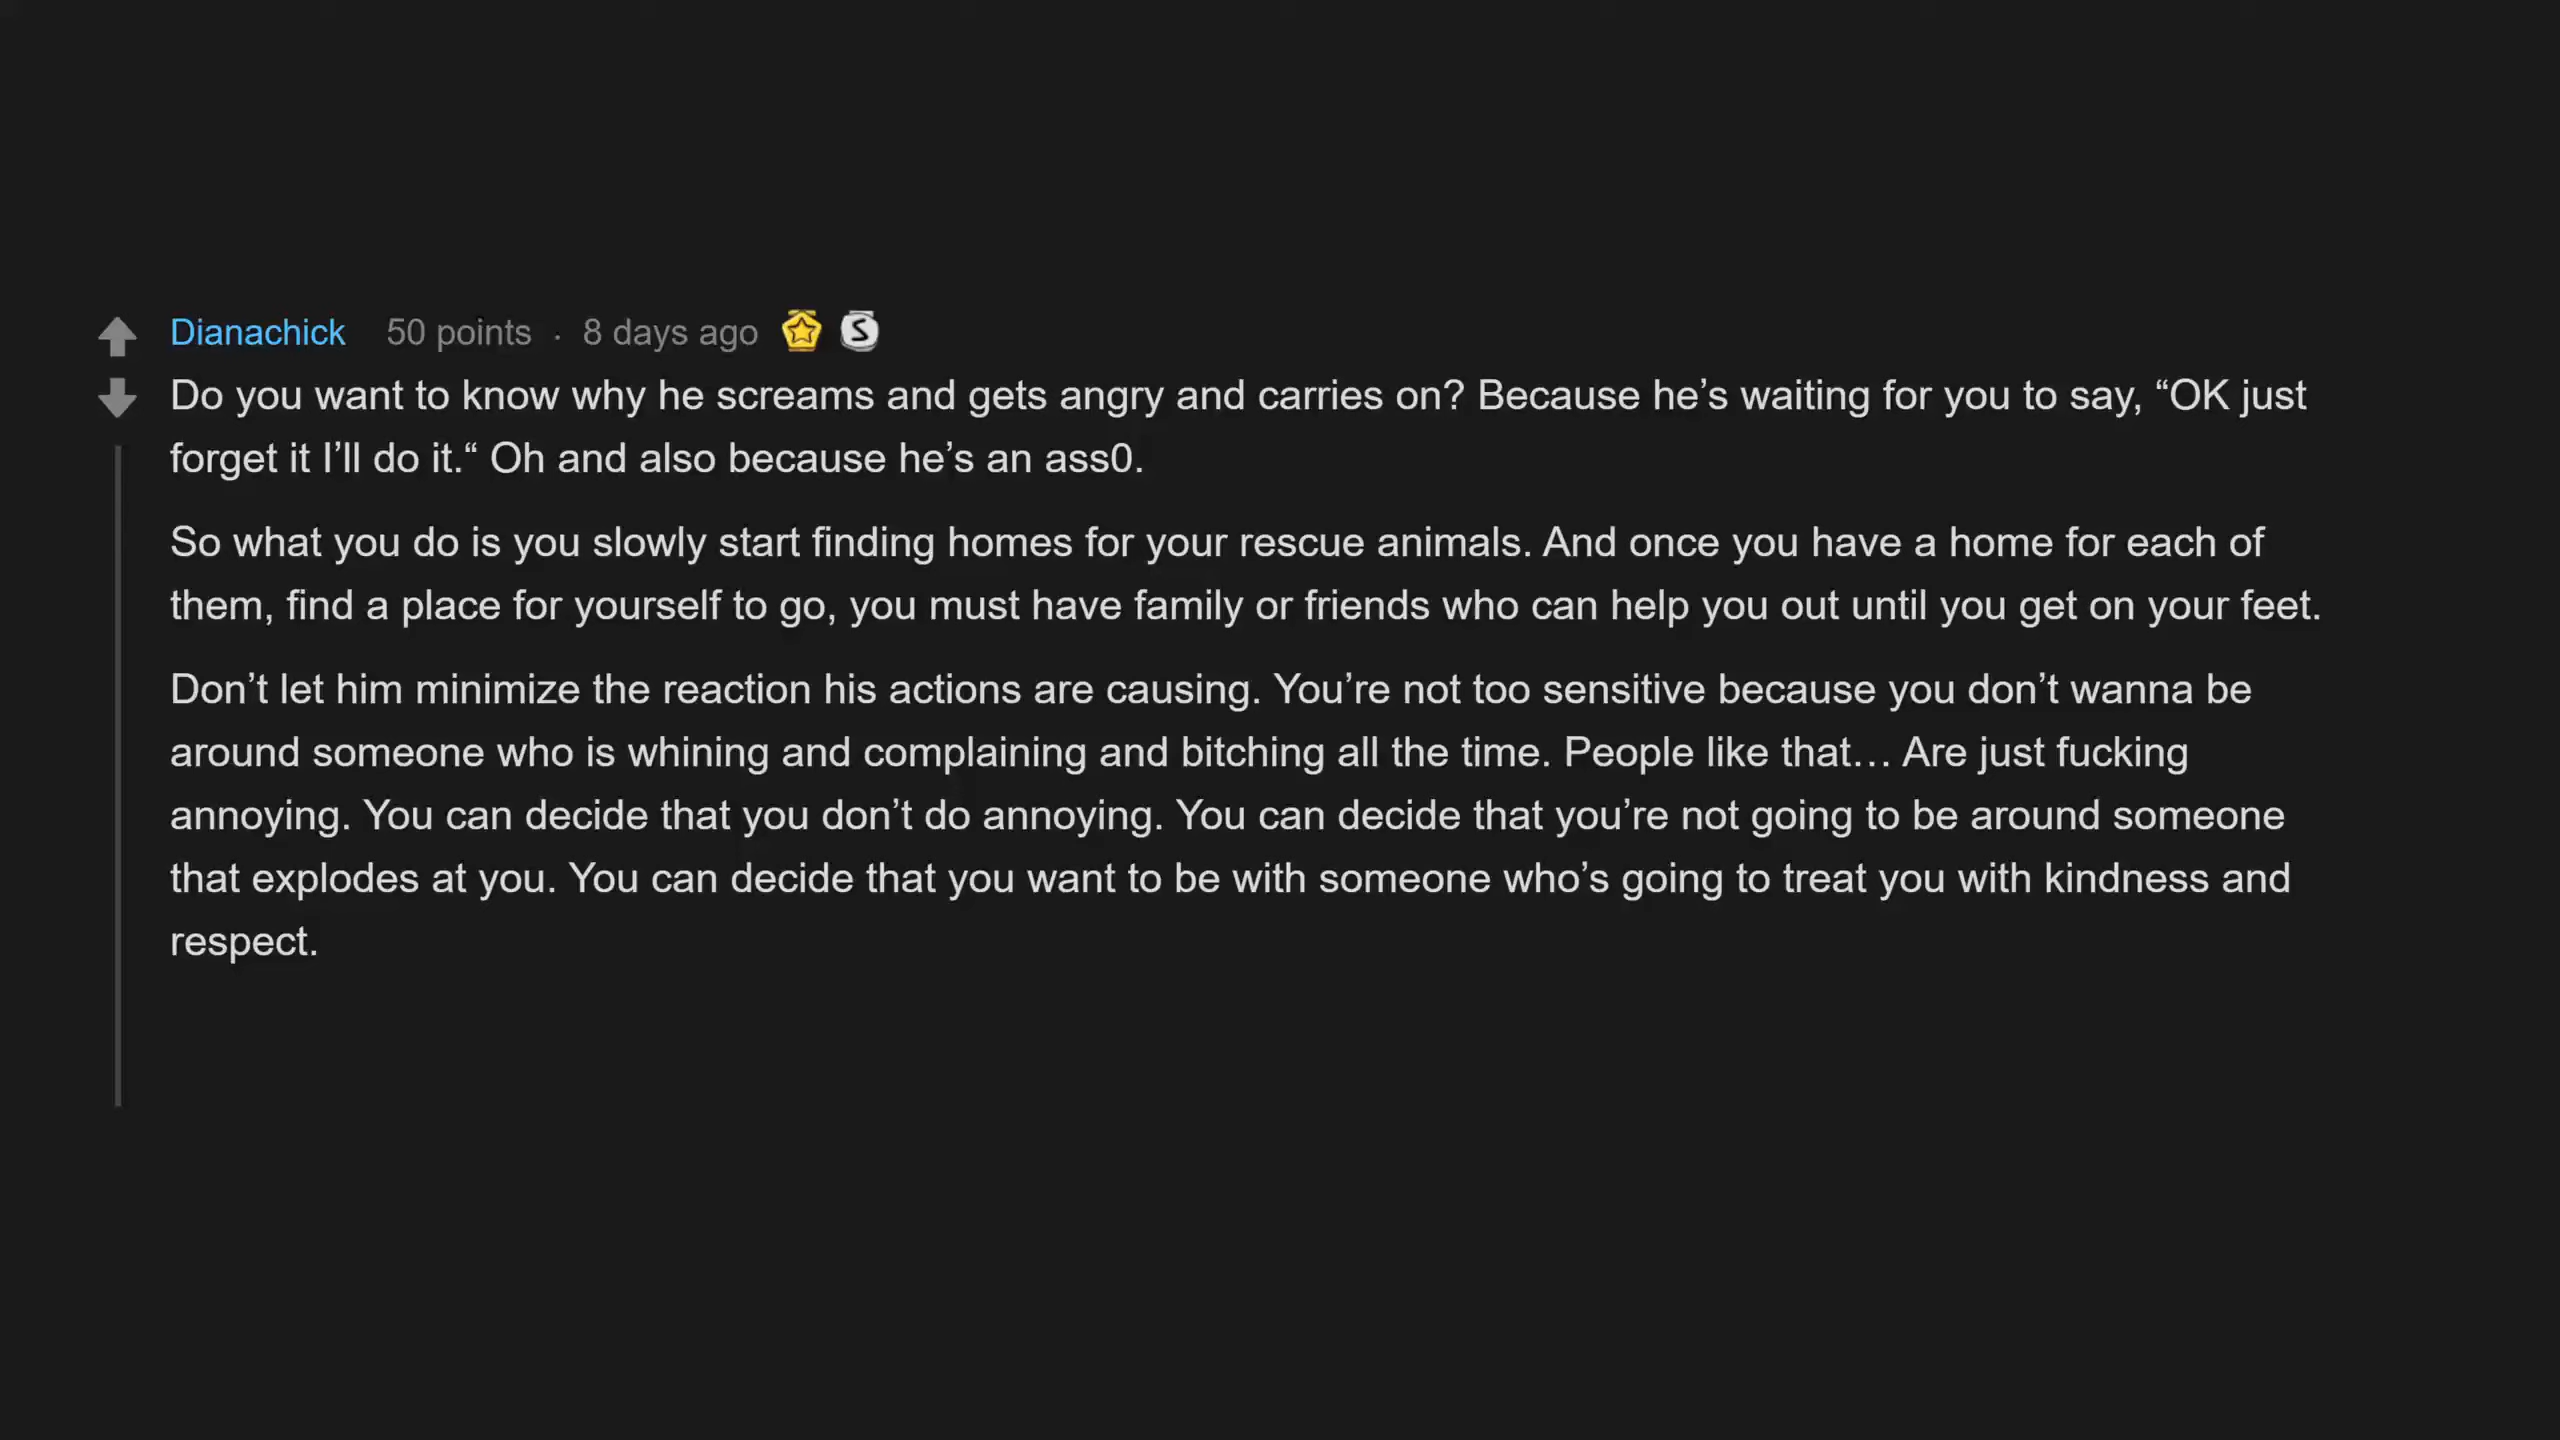 Dianachick 50 points · 8 days ago
Do you want to know why he screams and gets angry and carries on? Because he’s waiting for you to say, “OK just
forget it I’ll do it.“ Oh and also because he’s an ass0.
So what you do is you slowly start finding homes for your rescue animals. And once you have a home for each of
them, find a place for yourself to go, you must have family or friends who can help you out until you get on your feet.
Don’t let him minimize the reaction his actions are causing. You’re not too sensitive because you don’t wanna be
around someone who is whining and complaining and bitching all the time. People like that… Are just fucking
annoying. You can decide that you don’t do annoying. You can decide that you’re not going to be around someone
that explodes at you. You can decide that you want to be with someone who’s going to treat you with kindness and
respect.